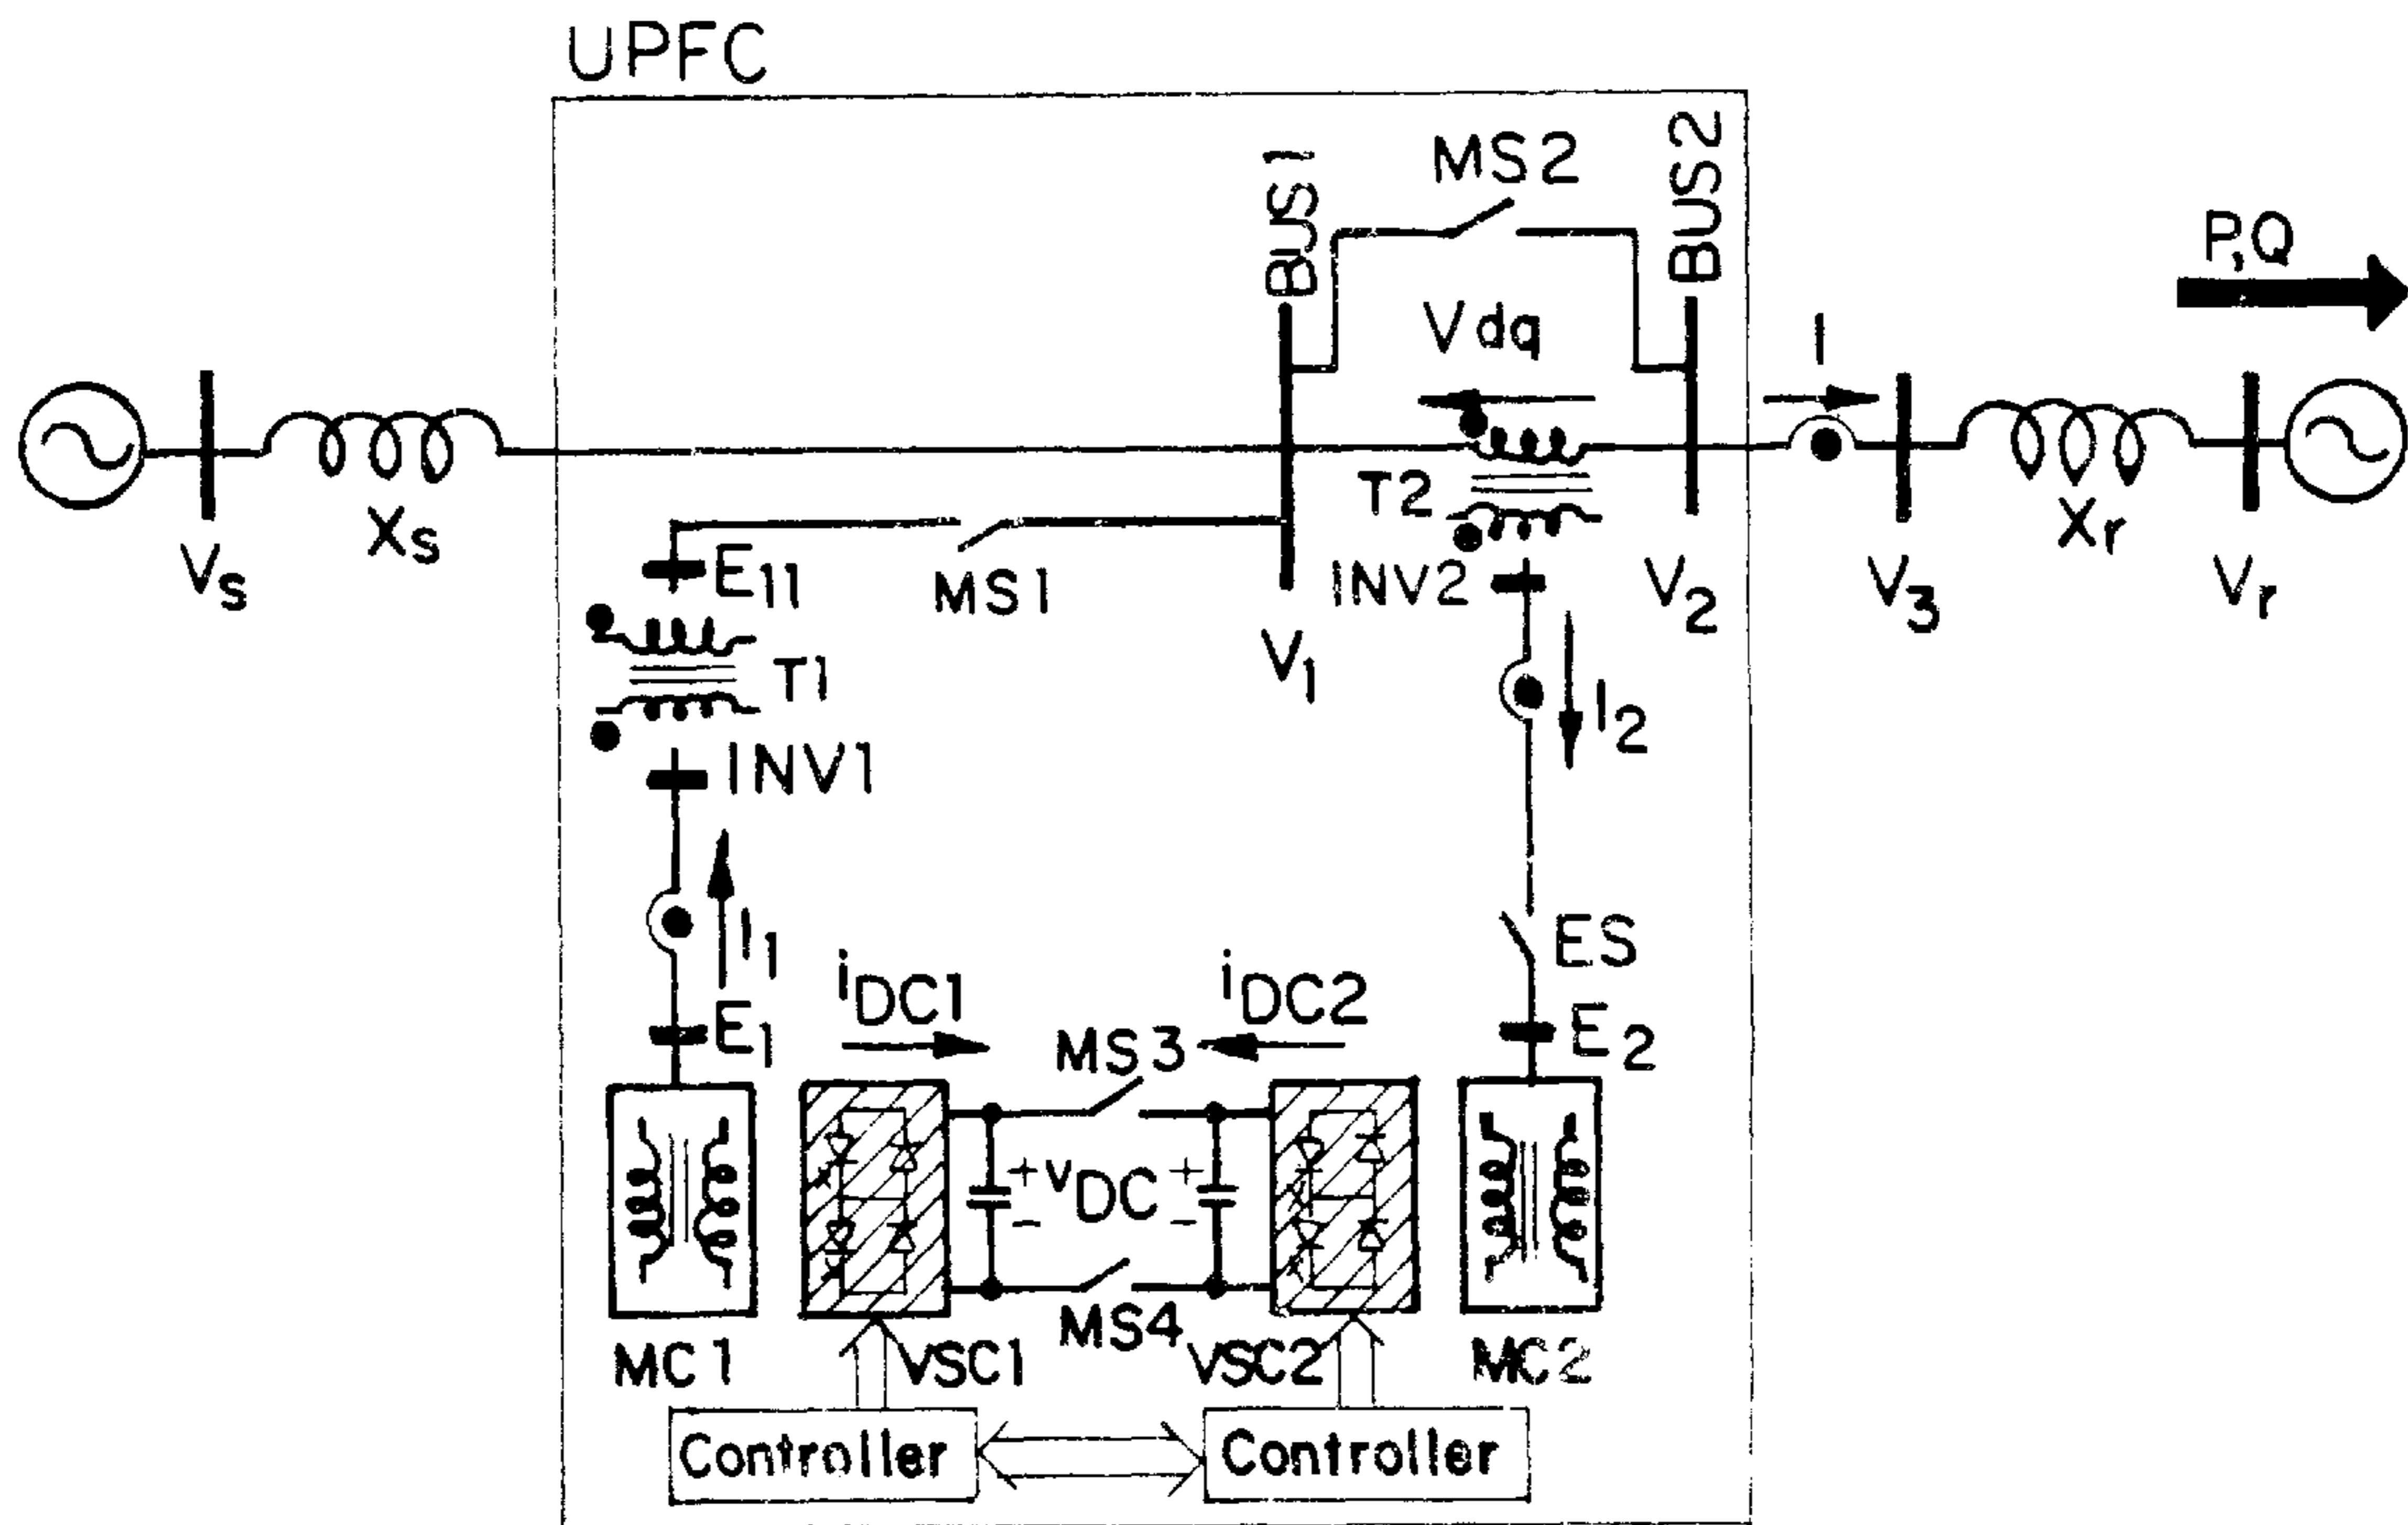 UPFC
BUS1
MS2
BUS2
P,Q
Vdq
I
T2
Xs
Xr
Vs
E11
MS1
INV2
V2
V3
Vr
V1
T1
I2
INV1
I1
ES
iDC1
iDC2
E1
MS3
E2
+ vDC +
- -
MS4
MC1
VSC1
VSC2
MC2
Controller
Controller